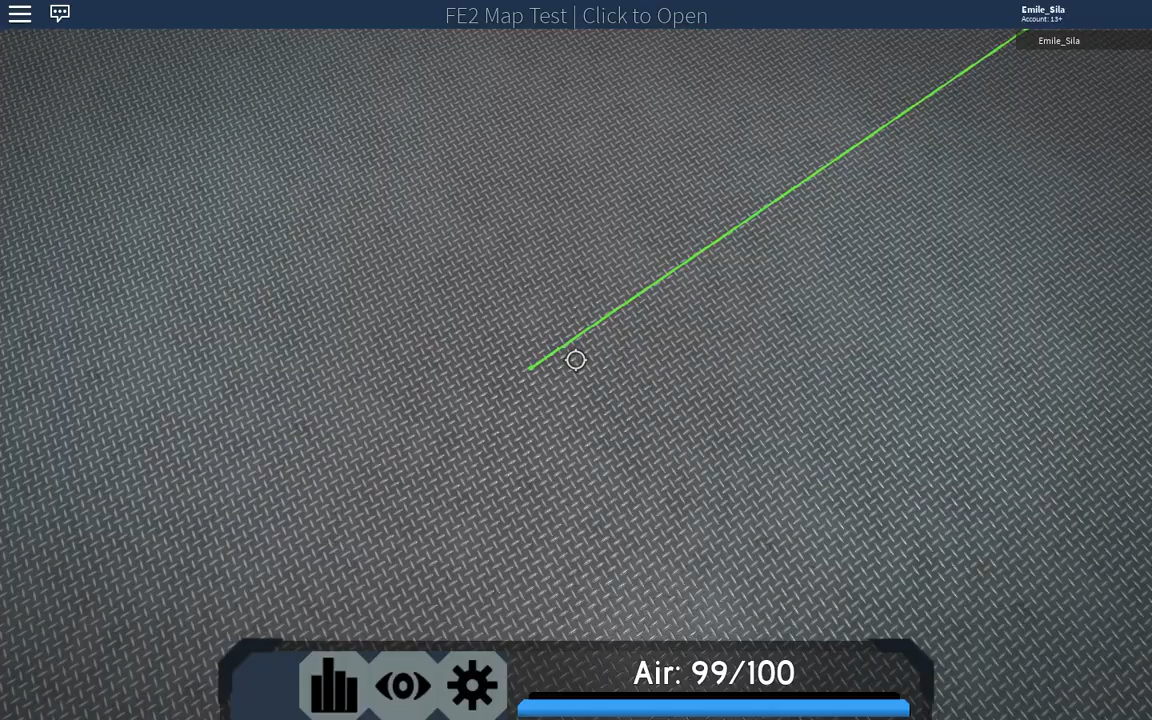 FE2 Map Test | Click to Open
Emile_Sila
Account: 13+
Emile_Sila
Air: 99/100